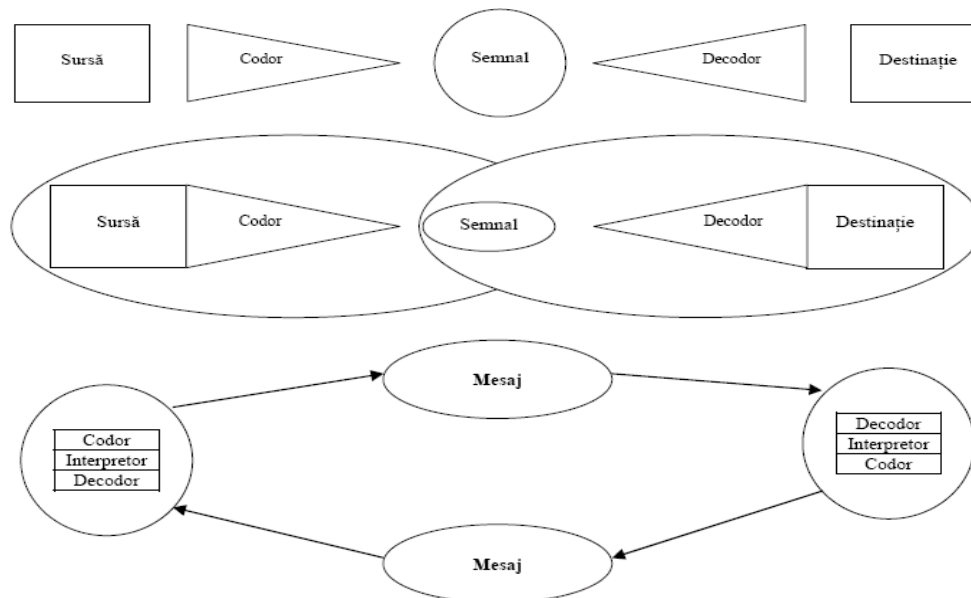 Sursă
Codor
Semnal
Decodor
Destinație
Sursă
Codor
Semnal
Decodor
Destinație
Mesaj
Codor
Interpretor
Decodor
Decodor
Interpretor
Codor
Mesaj